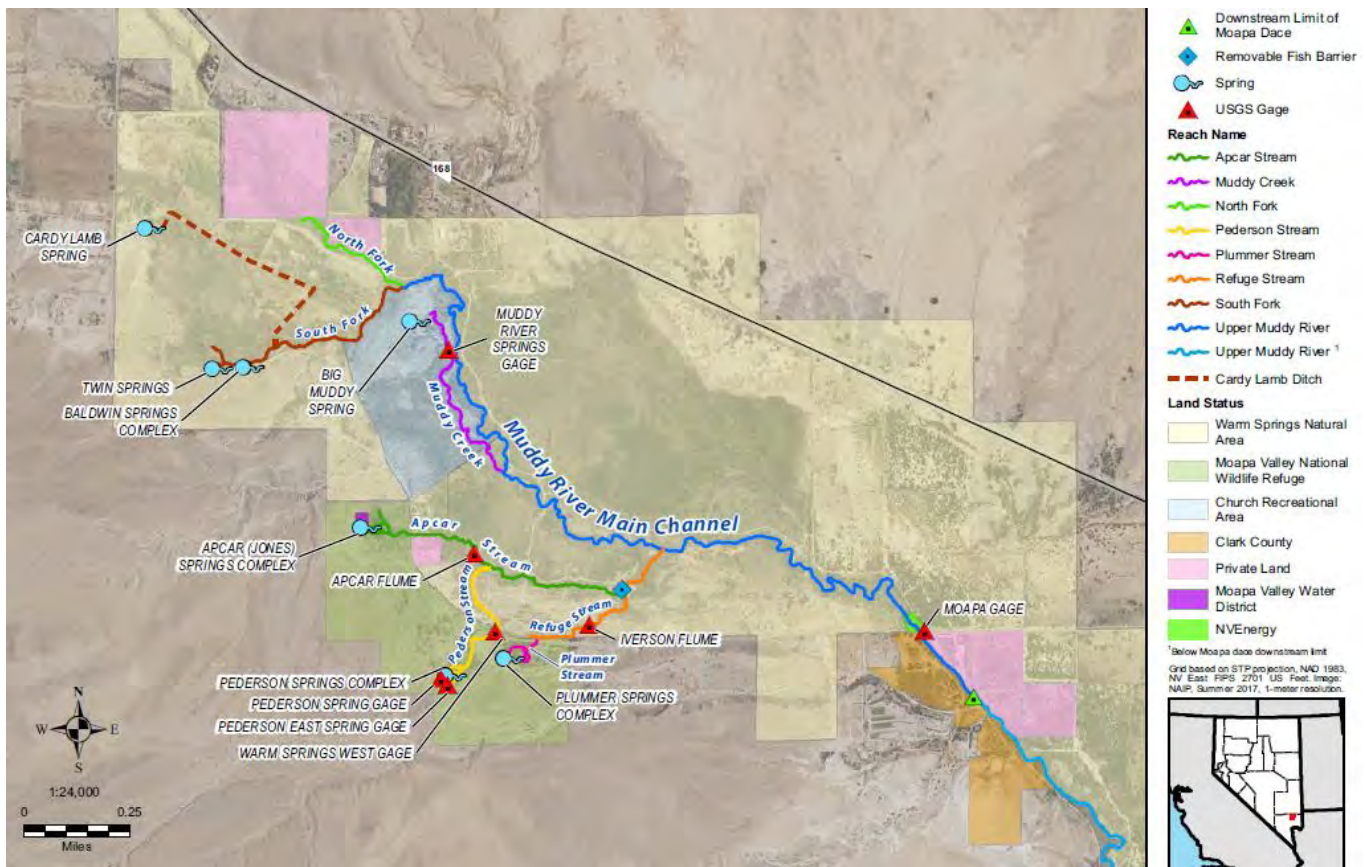 168
CARDY LAMB
SPRING
North Fork
South Fork
MUDDY
RIVER
SPRINGS
GAGE
BIG
MUDDY
SPRING
TWIN SPRINGS
BALDWIN SPRINGS
COMPLEX
Muddy Creek
Muddy River Main Channel
Apcar Stream
APCAR (JONES)
SPRINGS COMPLEX
APCAR FLUME
Pederson Stream
Refuge Stream
IVERSON FLUME
MOAPA GAGE
Plummer
Stream
PEDERSON SPRINGS COMPLEX
PEDERSON SPRING GAGE
PEDERSON EAST SPRING GAGE
WARM SPRINGS WEST GAGE
PLUMMER SPRINGS
COMPLEX
N
W E
S
1:24,000
0 0.25
Miles
Downstream Limit of
Moapa Dace
Removable Fish Barrier
Spring
USGS Gage
Reach Name
Apcar Stream
Muddy Creek
North Fork
Pederson Stream
Plummer Stream
Refuge Stream
South Fork
Upper Muddy River
Upper Muddy River 1
Cardy Lamb Ditch
Land Status
Warm Springs Natural
Area
Moapa Valley National
Wildlife Refuge
Church Recreational
Area
Clark County
Private Land
Moapa Valley Water
District
NVEnergy
1Below Moapa dace downstream limit
Grid based on STP projection, NAD 1983,
NV East FIPS 2701 US Feet. Image:
NAIP, Summer 2017, 1-meter resolution.